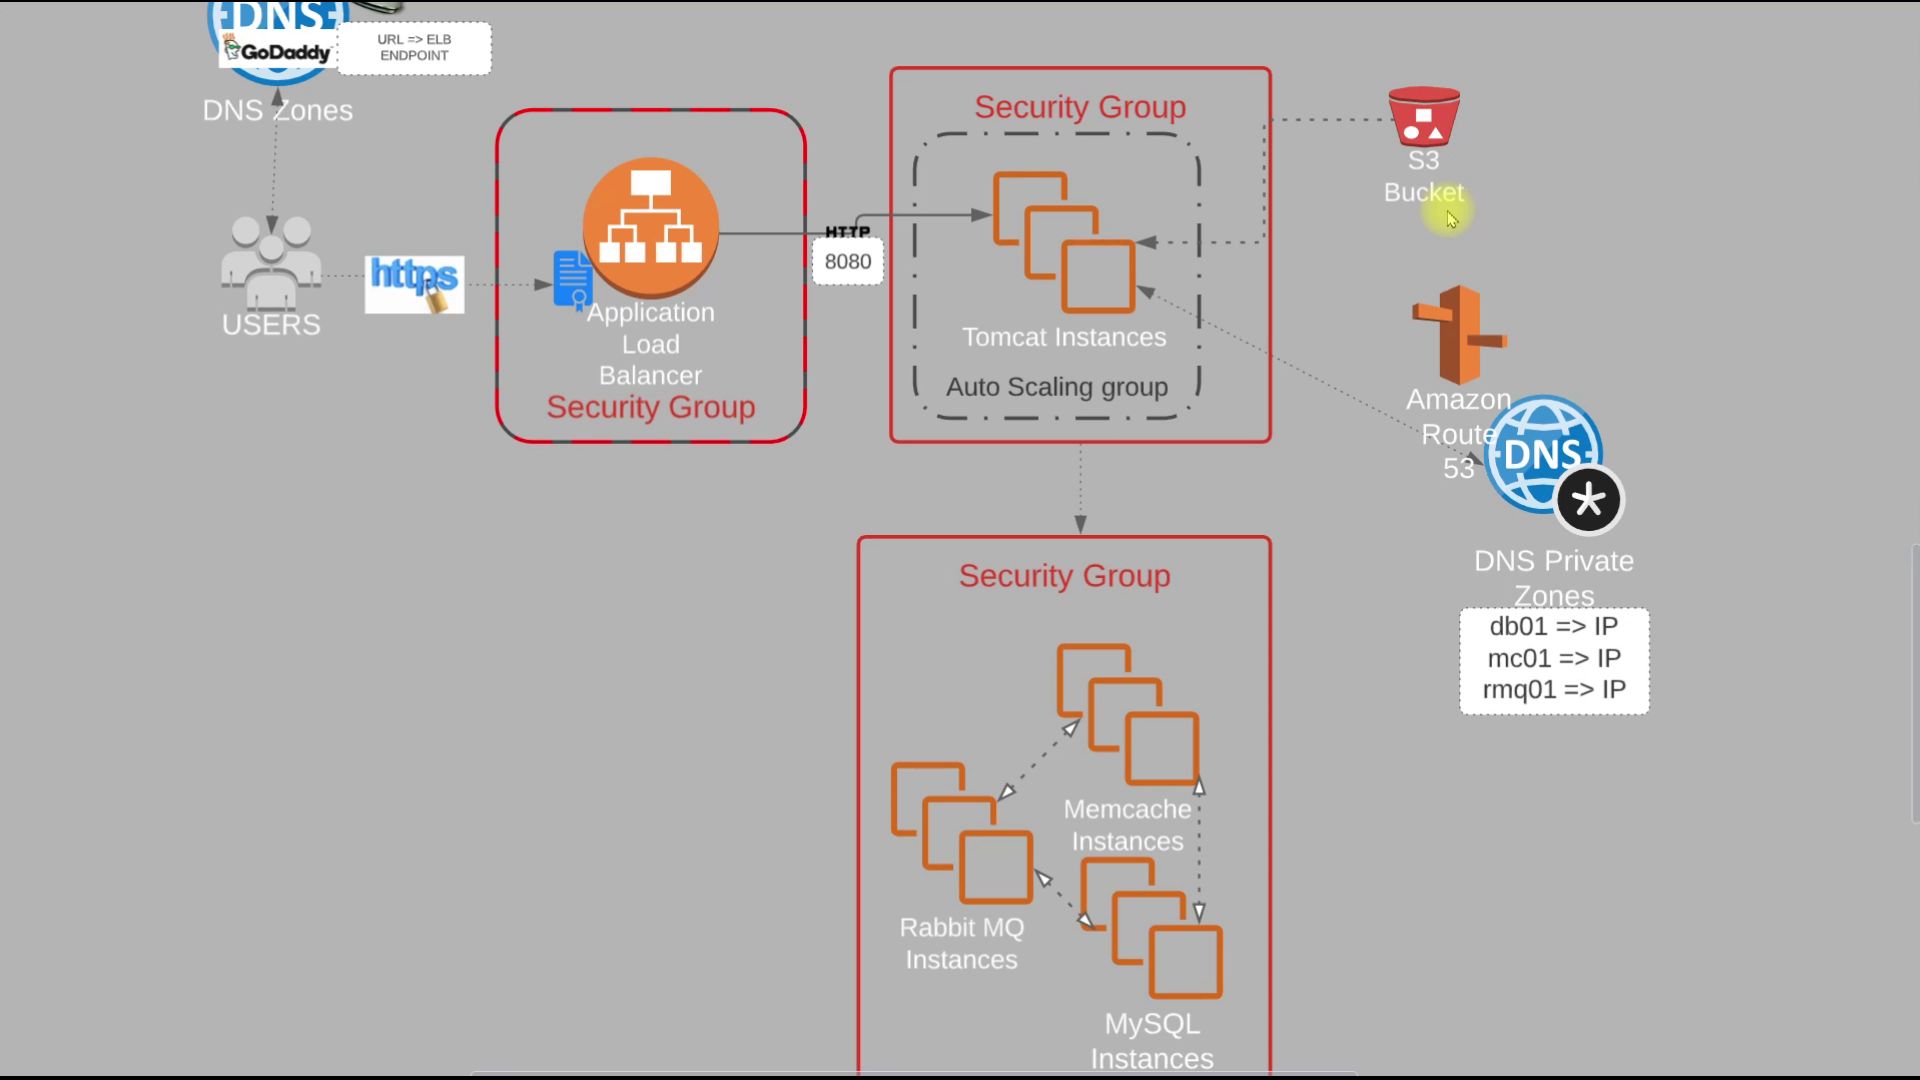 DNS
GoDaddy
URL => ELB
ENDPOINT
DNS Zones
USERS
https
Application
Load
Balancer
Security Group
HTTP
8080
Security Group
Tomcat Instances
Auto Scaling group
S3
Bucket
Amazon
Route
53
DNS
DNS Private
Zones
db01 => IP
mc01 => IP
rmq01 => IP
Security Group
Memcache
Instances
Rabbit MQ
Instances
MySQL
Instances